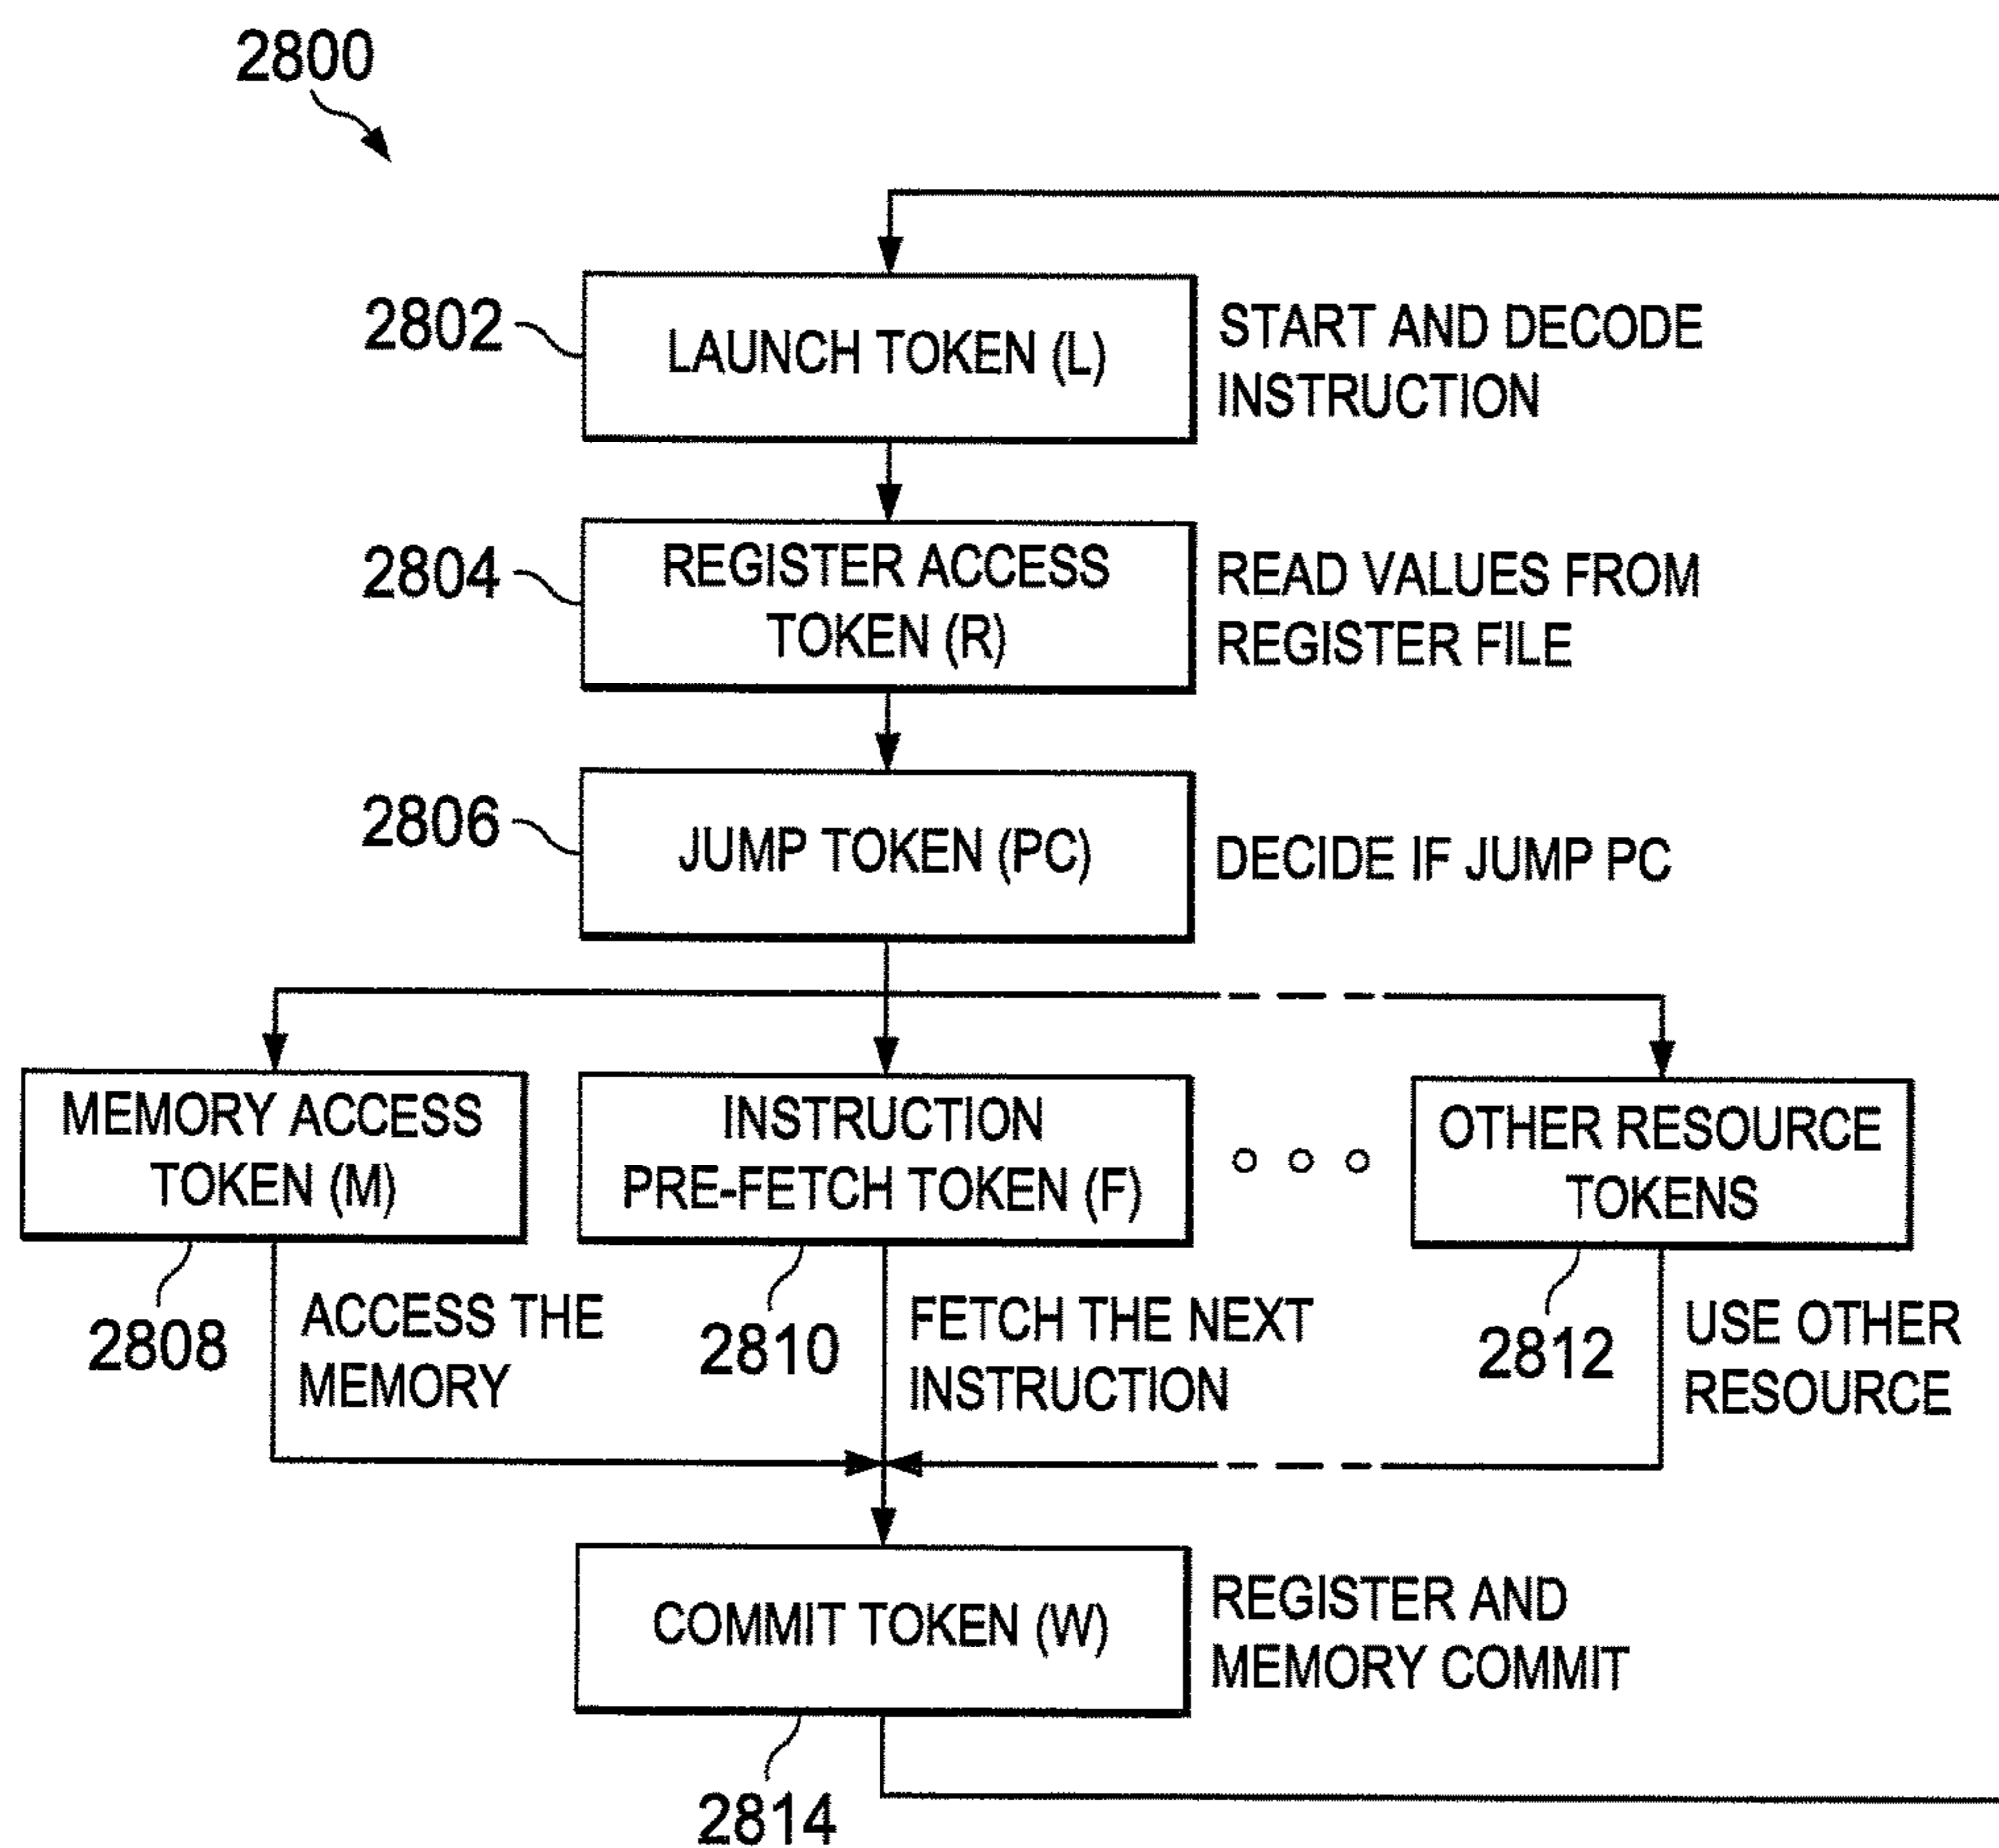 2800
2802
LAUNCH TOKEN (L)
START AND DECODE
INSTRUCTION
2804
REGISTER ACCESS
TOKEN (R)
READ VALUES FROM
REGISTER FILE
2806
JUMP TOKEN (PC)
DECIDE IF JUMP PC
MEMORY ACCESS
TOKEN (M)
INSTRUCTION
PRE-FETCH TOKEN (F)
OTHER RESOURCE
TOKENS
2808
ACCESS THE
MEMORY
2810
FETCH THE NEXT
INSTRUCTION
2812
USE OTHER
RESOURCE
COMMIT TOKEN (W)
REGISTER AND
MEMORY COMMIT
2814